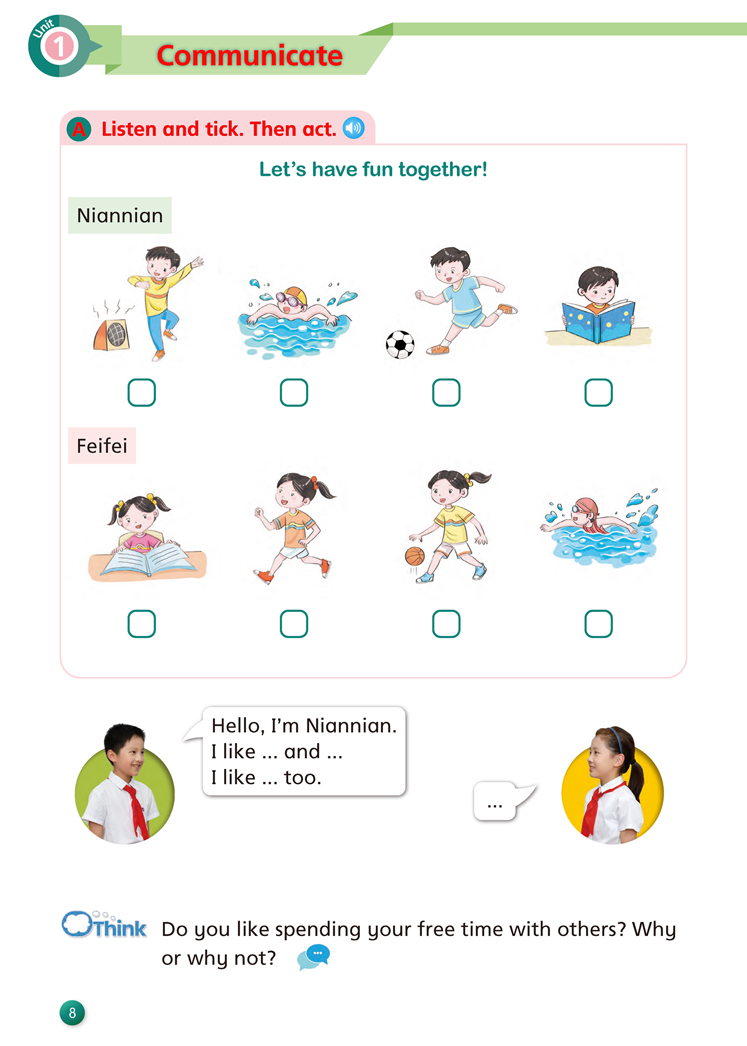 Unit
1
Communicate
A Listen and tick. Then act.
Let's have fun together!
Niannian
Feifei
Hello, I'm Niannian.
I like ... and ...
I like ... too.
...
Think Do you like spending your free time with others? Why
or why not?
8